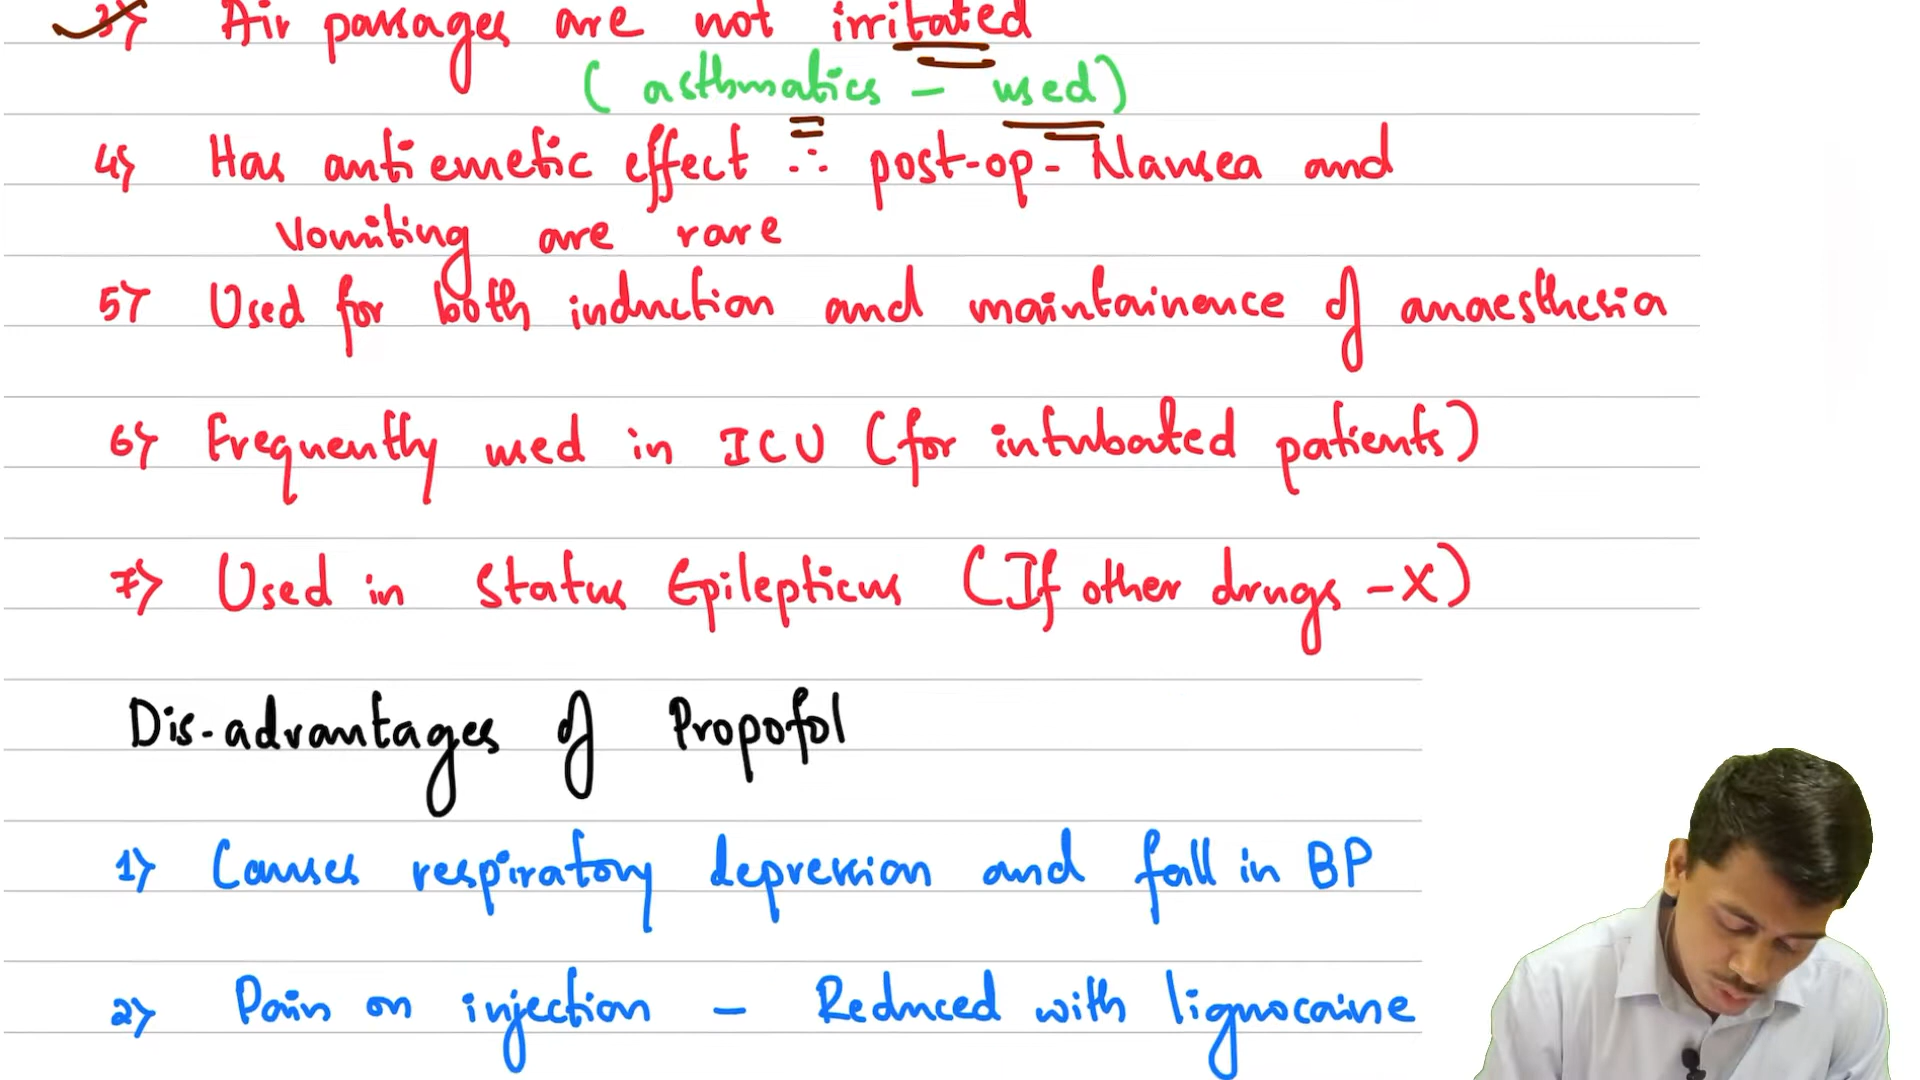 3) Air passages are not irritated
(asthmatics - used)
4) Has antiemetic effect ∴ post-op- Nausea and
vomiting are rare
5) Used for both induction and maintainence of anaesthesia
6) Frequently used in ICU (for intubated patients)
7) Used in Status Epilepticus (If other drugs -X)
Dis-advantages of Propofol
1) Causes respiratory depression and fall in BP
2) Pain on injection - Reduced with lignocaine